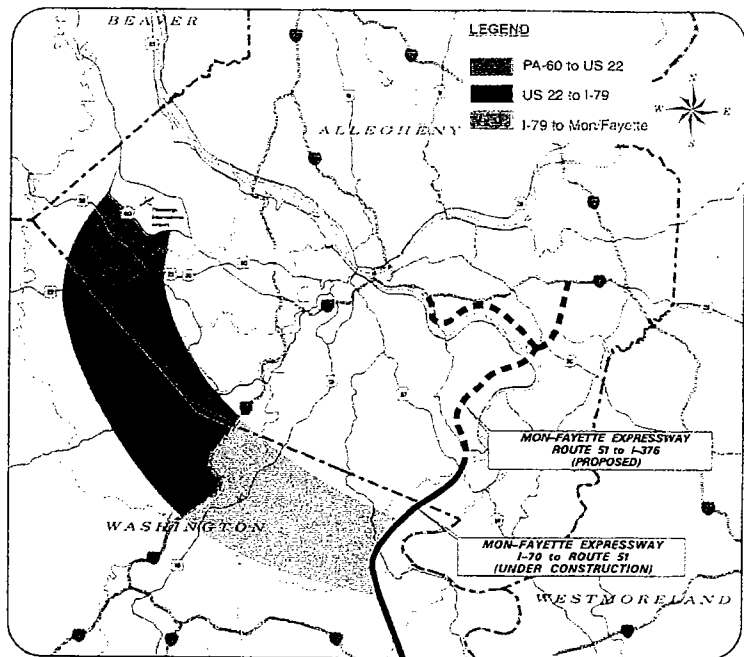 BEAVER
LEGEND
PA-60 to US 22
US 22 to I-79
I-79 to Mon/Fayette
N
W E
S
ALLEGHENY
MON-FAYETTE EXPRESSWAY
ROUTE 51 to I-376
(PROPOSED)
WASHINGTON
MON-FAYETTE EXPRESSWAY
I-70 to ROUTE 51
(UNDER CONSTRUCTION)
WESTMORELAND